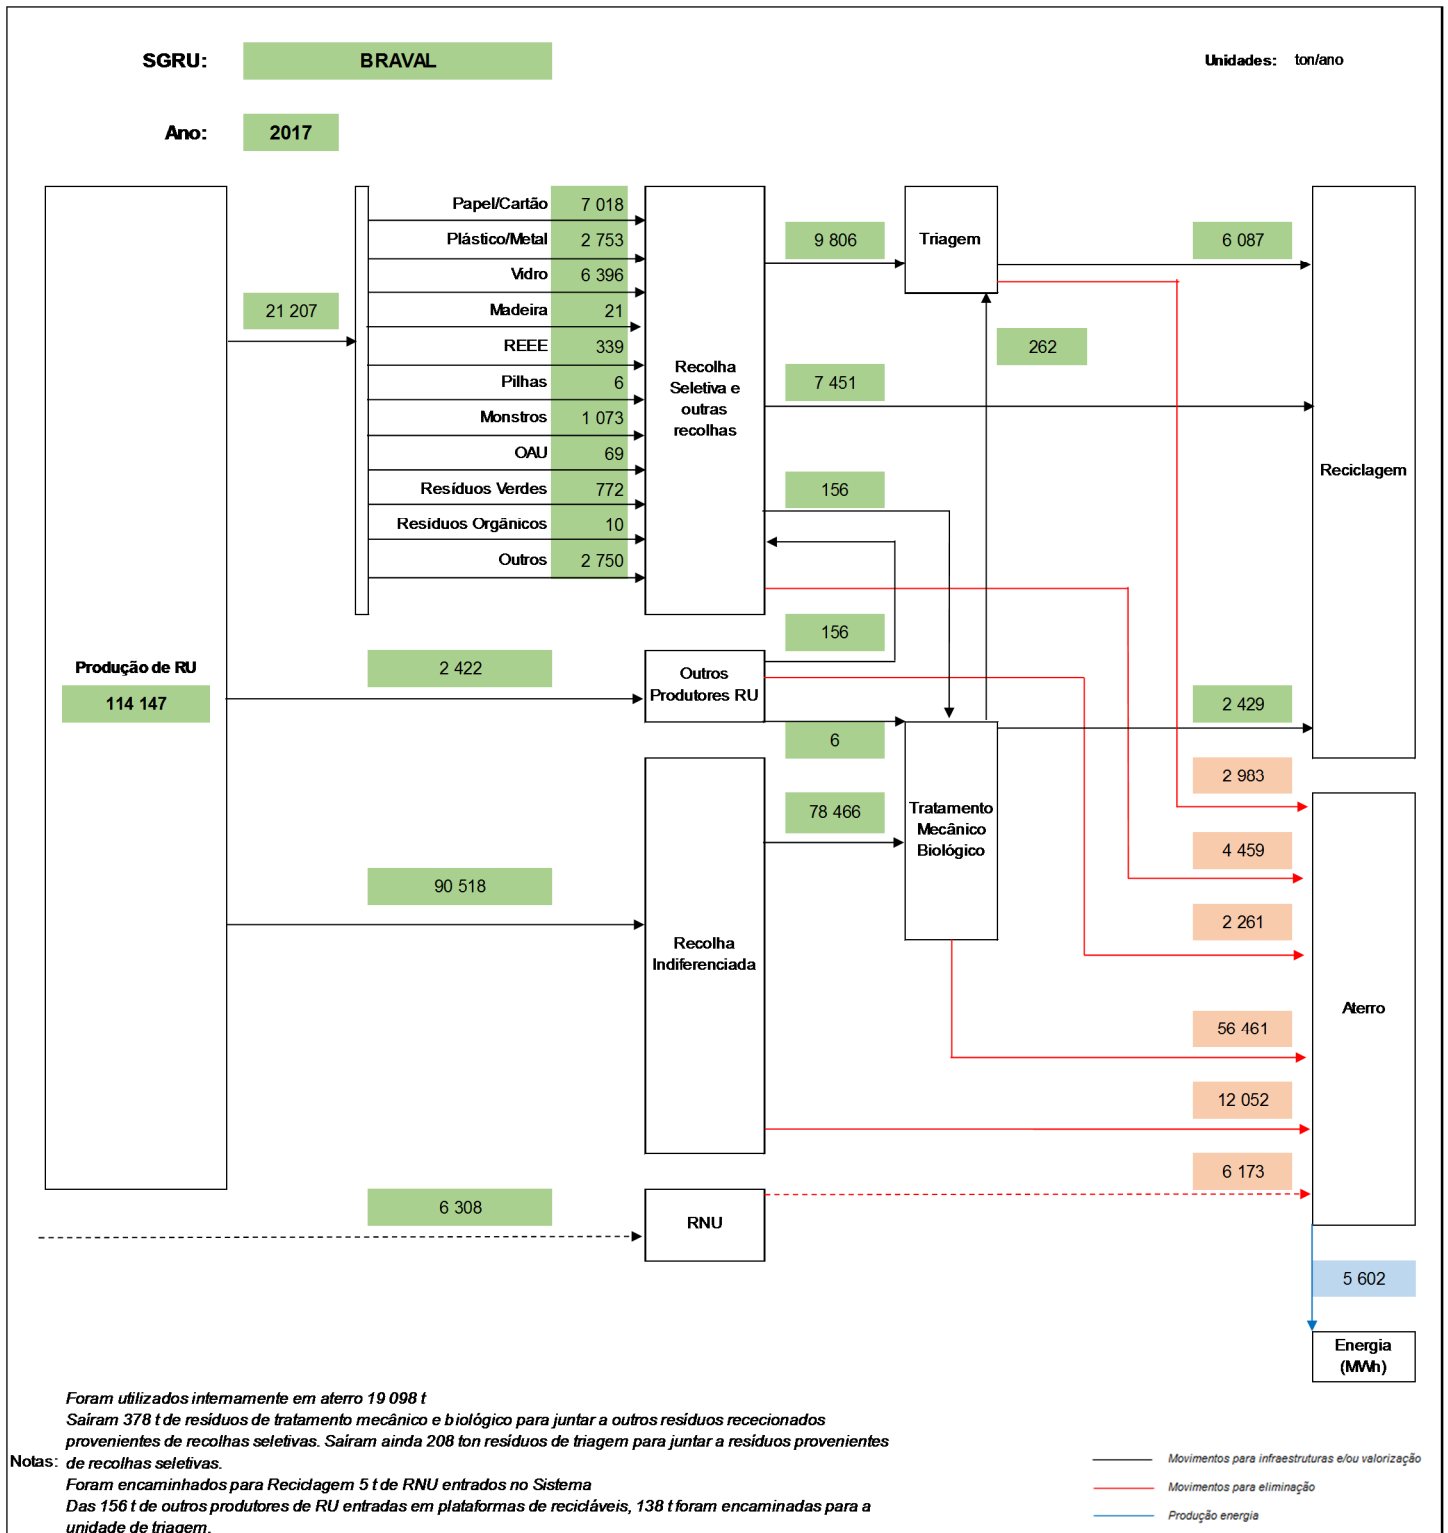 SGRU: BRAVAL
Unidades: ton/ano
Ano: 2017
Papel/Cartão 7 018
Plástico/Metal 2 753
Vidro 6 396
Madeira 21
REEE 339
Pilhas 6
Monstros 1 073
OAU 69
Resíduos Verdes 772
Resíduos Orgânicos 10
Outros 2 750
21 207
Produção de RU
114 147
2 422
90 518
6 308
Recolha
Seletiva e
outras
recolhas
Outros
Produtores RU
Recolha
Indiferenciada
RNU
9 806
7 451
156
156
6
78 466
Triagem
262
Tratamento
Mecânico
Biológico
6 087
2 429
2 983
4 459
2 261
56 461
12 052
6 173
Reciclagem
Aterro
5 602
Energia
(MWh)
Foram utilizados internamente em aterro 19 098 t
Saíram 378 t de resíduos de tratamento mecânico e biológico para juntar a outros resíduos rececionados
provenientes de recolhas seletivas. Saíram ainda 208 ton resíduos de triagem para juntar a resíduos provenientes
Notas: de recolhas seletivas.
Foram encaminhados para Reciclagem 5 t de RNU entrados no Sistema
Das 156 t de outros produtores de RU entradas em plataformas de recicláveis, 138 t foram encaminadas para a
unidade de triagem.
Movimentos para infraestruturas e/ou valorização
Movimentos para eliminação
Produção energia